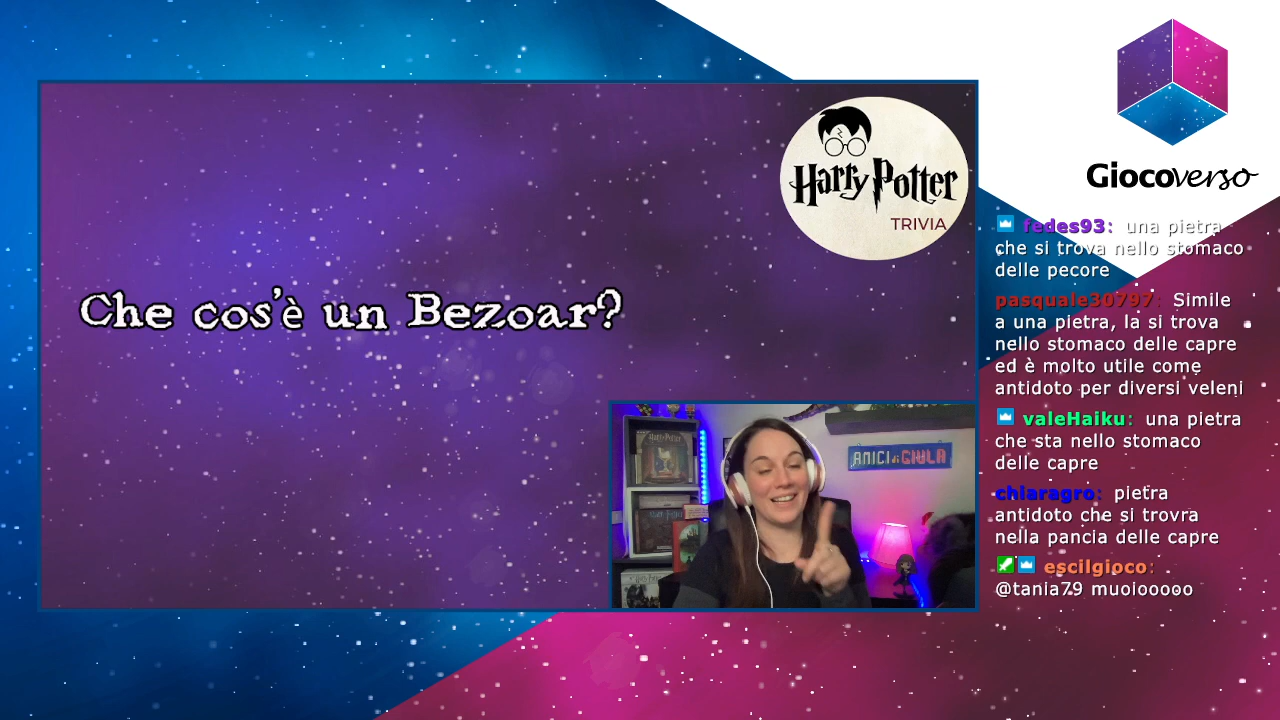 Harry Potter
TRIVIA
Che cos'è un Bezoar?
AMICI di GIULA
Giocoverso
fedes93: una pietra
che si trova nello stomaco
delle pecore
pasquale30797: Simile
a una pietra, la si trova
nello stomaco delle capre
ed è molto utile come
antidoto per diversi veleni
valeHaiku: una pietra
che sta nello stomaco
delle capre
chiaragro: pietra
antidoto che si trovra
nella pancia delle capre
escilgioco:
@tania79 muoiooooo